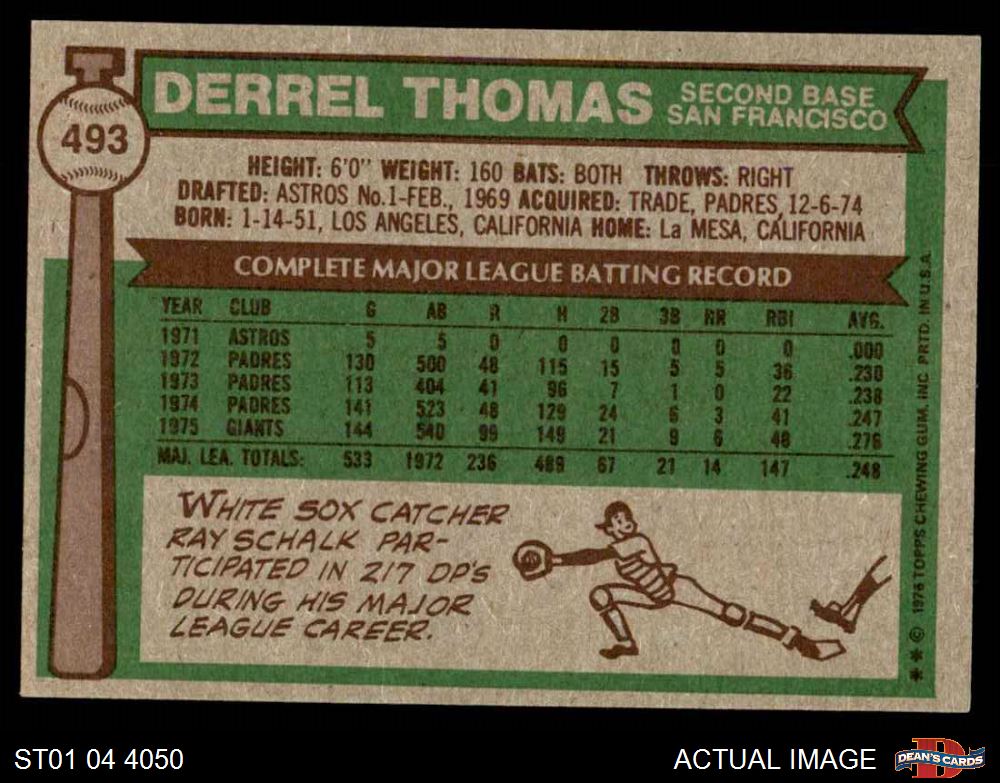 493
DERREL THOMAS
SECOND BASE
SAN FRANCISCO
HEIGHT: 6'0" WEIGHT: 160 BATS: BOTH THROWS: RIGHT
DRAFTED: ASTROS No.1-FEB., 1969 ACQUIRED: TRADE, PADRES, 12-6-74
BORN: 1-14-51, LOS ANGELES, CALIFORNIA HOME: La MESA, CALIFORNIA
COMPLETE MAJOR LEAGUE BATTING RECORD
YEAR CLUB G AB R H 2B 3B HR RBI AVG.
1971 ASTROS 5 5 0 0 0 0 0 0 .000
1972 PADRES 130 500 48 115 15 5 5 36 .230
1973 PADRES 113 404 41 96 7 1 0 22 .238
1974 PADRES 141 523 48 129 24 6 3 41 .247
1975 GIANTS 144 540 99 149 21 9 6 48 .276
MAJ. LEA. TOTALS: 533 1972 236 489 67 21 14 147 .248
WHITE SOX CATCHER
RAY SCHALK PAR-
TICIPATED IN 217 DP'S
DURING HIS MAJOR
LEAGUE CAREER.
** © 1976 TOPPS CHEWING GUM, INC. PRTD. IN U.S.A.
ST01 04 4050
ACTUAL IMAGE
D
DEAN'S CARDS